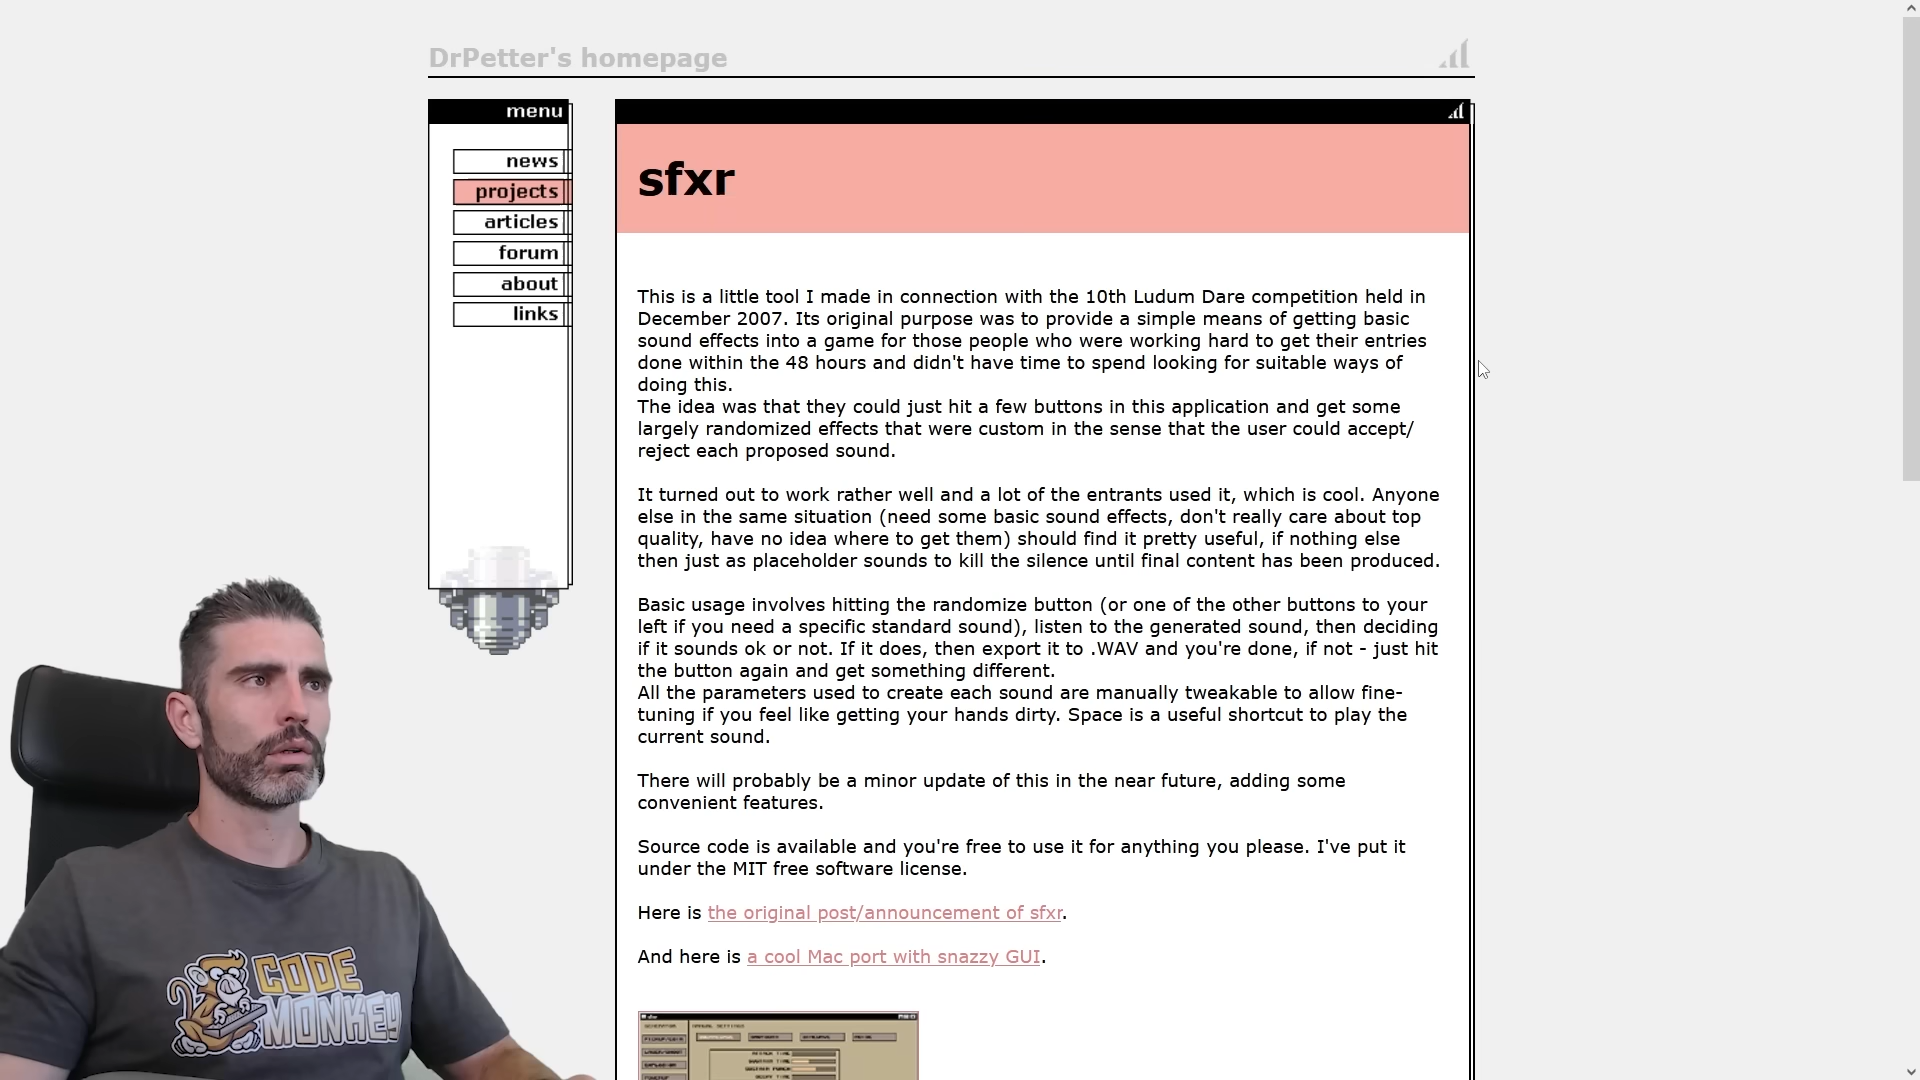 DrPetter's homepage
menu
news
projects
articles
forum
about
links
sfxr
This is a little tool I made in connection with the 10th Ludum Dare competition held in
December 2007. Its original purpose was to provide a simple means of getting basic
sound effects into a game for those people who were working hard to get their entries
done within the 48 hours and didn't have time to spend looking for suitable ways of
doing this.
The idea was that they could just hit a few buttons in this application and get some
largely randomized effects that were custom in the sense that the user could accept/
reject each proposed sound.
It turned out to work rather well and a lot of the entrants used it, which is cool. Anyone
else in the same situation (need some basic sound effects, don't really care about top
quality, have no idea where to get them) should find it pretty useful, if nothing else
then just as placeholder sounds to kill the silence until final content has been produced.
Basic usage involves hitting the randomize button (or one of the other buttons to your
left if you need a specific standard sound), listen to the generated sound, then deciding
if it sounds ok or not. If it does, then export it to .WAV and you're done, if not - just hit
the button again and get something different.
All the parameters used to create each sound are manually tweakable to allow fine-
tuning if you feel like getting your hands dirty. Space is a useful shortcut to play the
current sound.
There will probably be a minor update of this in the near future, adding some
convenient features.
Source code is available and you're free to use it for anything you please. I've put it
under the MIT free software license.
Here is the original post/announcement of sfxr.
And here is a cool Mac port with snazzy GUI.
CODE
MONKEY